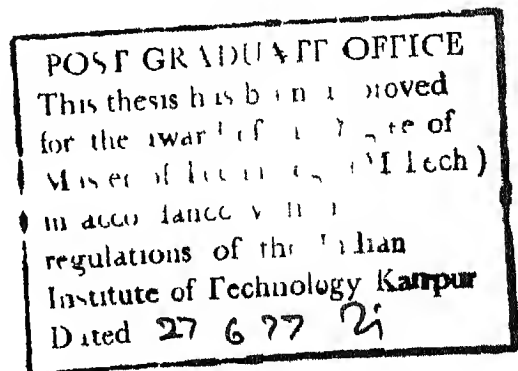 POST GRADUATE OFFICE
This thesis has been approved
for the award of the Degree of
Master of Technology (M Tech)
in accordance with the
regulations of the Indian
Institute of Technology Kanpur
Dated 27 6 77